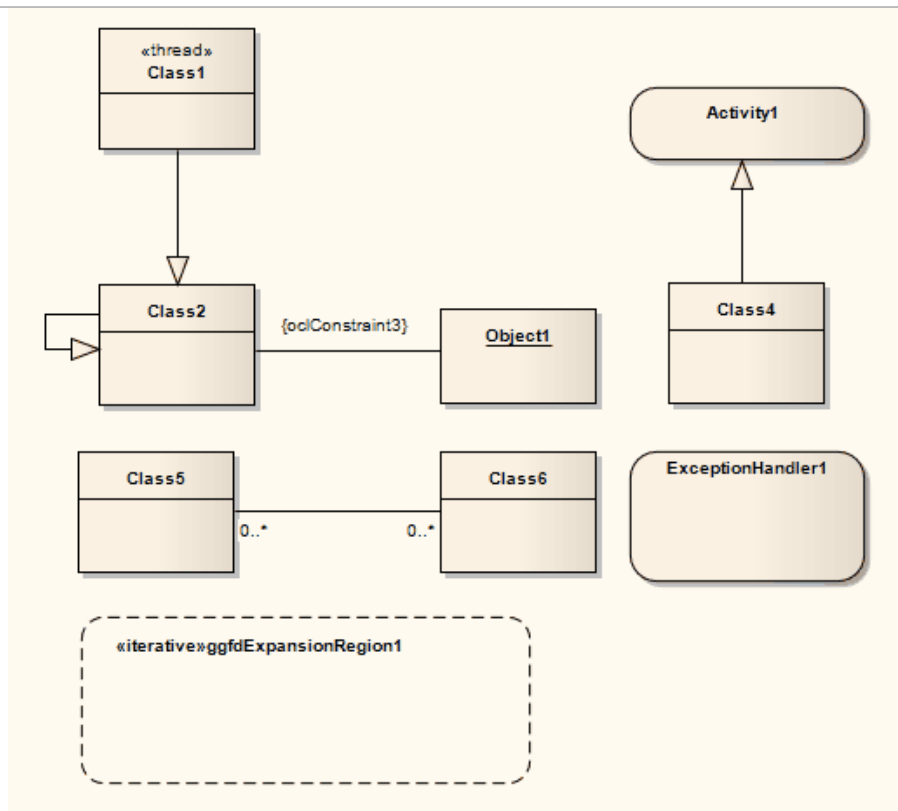 «thread»
Class1
Activity1
Class2
{oclConstraint3}
Object1
Class4
Class5
Class6
ExceptionHandler1
0..*
0..*
«iterative»ggfdExpansionRegion1